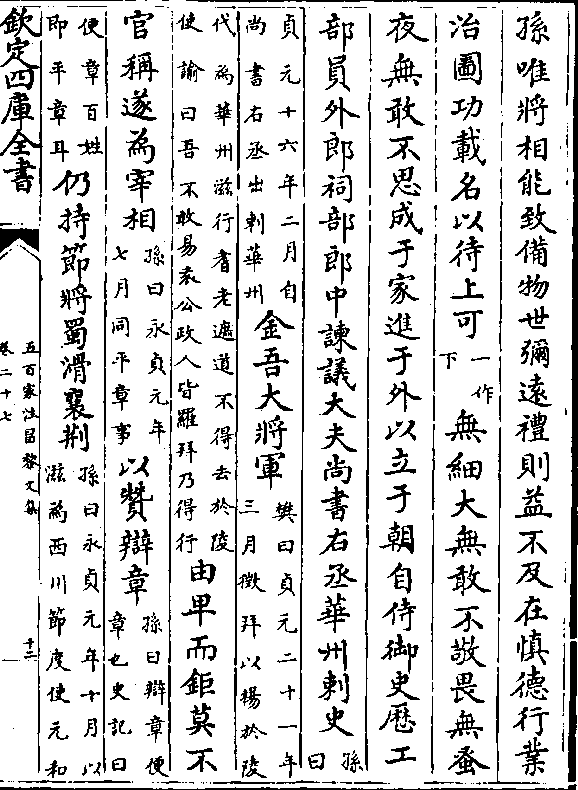 孫唯將相能致備物世彌遠禮則益不及在慎德行業
治圖功載名以待上可一作下無細大無敢不敬畏無蚤
夜無敢不思成于家進于外以立于朝自侍御史歷工
部員外郎祠部郎中諫議大夫尚書右丞華州刺史孫曰
貞元十六年二月自尚書右丞出刺華州金吾大將軍樊曰貞元二十一年三月徵拜以楊於陵
代為華州滋行耆老遮道不得去於陵使諭曰吾不敢易袁公政人皆羅拜乃得行由卑而鉅莫不
官稱遂為宰相孫曰永貞元年七月同平章事以贊辯章孫曰辯章便章也史記曰
便章百姓即平章耳仍持節將蜀滑襄荆孫曰永貞元年十月以滋為西川節度使元和
欽定四庫全書
五百家注昌黎文集
卷二十七